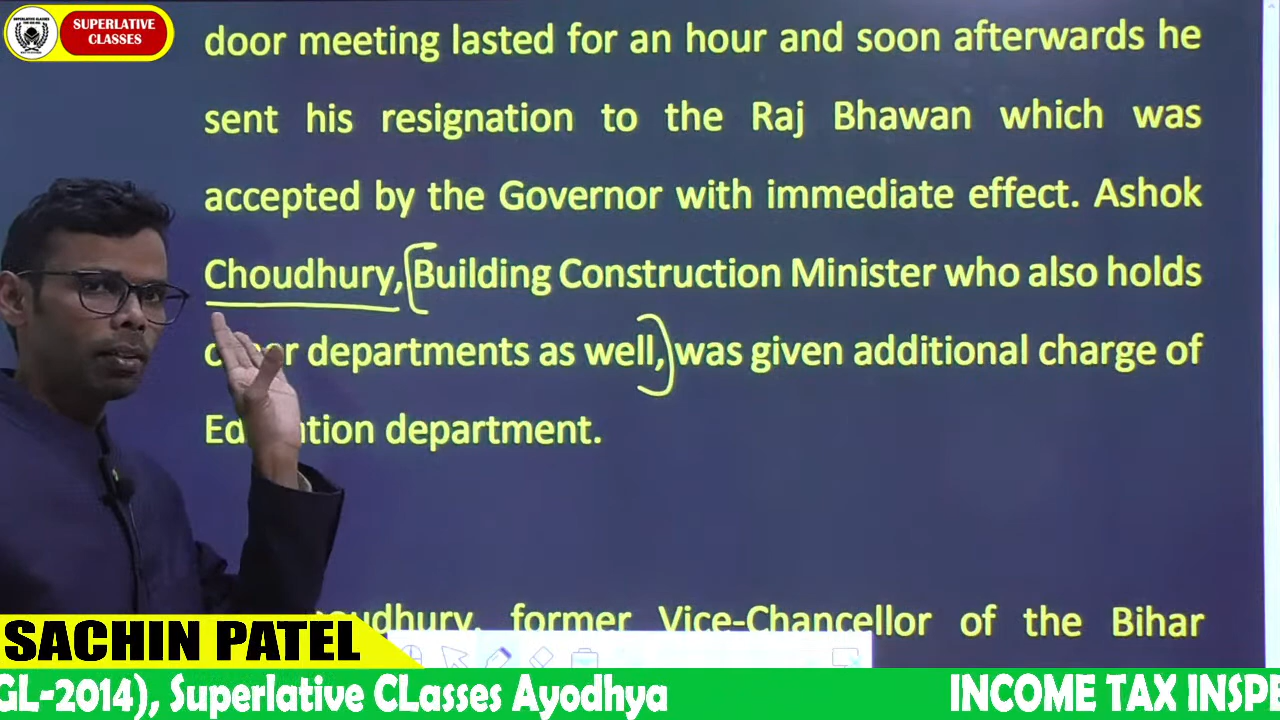 SUPERLATIVE
CLASSES
door meeting lasted for an hour and soon afterwards he
sent his resignation to the Raj Bhawan which was
accepted by the Governor with immediate effect. Ashok
Choudhury, Building Construction Minister who also holds
departments as well, was given additional charge of
department.
former Vice-Chancellor of the Bihar
SACHIN PATEL
GL-2014), Superlative CLasses Ayodhya INCOME TAX INSPE